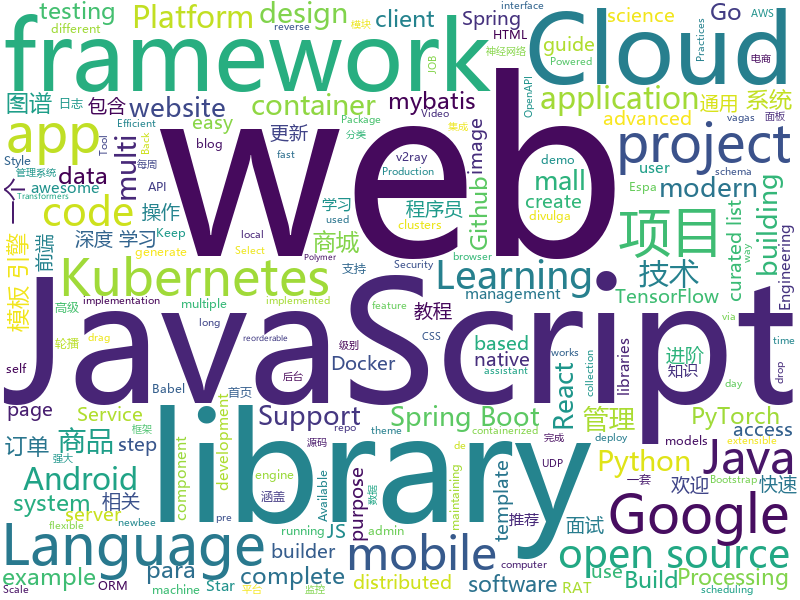 testing
different
Platform
reverse
design
模块
client
interface
Spring
HTML
science
Go
Practices
AWS
framework
Cloud
神经网络
Powered
guide
电商
JOB
图谱
日志
包含
website
container
mybatis
application
通用
系统
OpenAPI
Package
集成
advanced
Efficient
easy
更新
Video
image
vagas
面板
app
multi
Tool
Back
blog
fast
分类
v2ray
Production
demo
user
project
Style
管理系统
API
data
每周
web
mall
modern
schema
一个
Transformers
awesome
local
学习
used
程序员
Github
create
Espa
divulga
code
操作
Keep
Select
clusters
商城
项目
curated list
way
building
Engineering
模板 引擎
前端
深度 学习
generate
Polymer
支持
Security
browser
Kubernetes
Learning
技术
高级
implementation
multiple
implemented
management
TensorFlow
via
JavaScript
轮播
drag
long
feature
教程
CSS
libraries
进阶
知识
time
self
级别
Babel
首页
后台
reorderable
based
native
assistant
works
collection
day
drop
page
Service
development
Docker
React
管理
PyTorch
订单
商品
step
Support
Spring Boot
component
theme
containerized
deploy
access
models
extensible
library
强大
框架
repo
源码
de
完成
Python
Java
Android
相关
engine
Available
数据
template
maintaining
UDP
一套
Bootstrap
欢迎
快速
system
server
涵盖
purpose
推荐
面试
Google
newbee
JS
admin
Language
para
builder
mobile
open source
flexible
running
pre
Star
machine
平台
监控
computer
example
complete
distributed
software
use
Build
Processing
Scale
ORM
RAT
scheduling